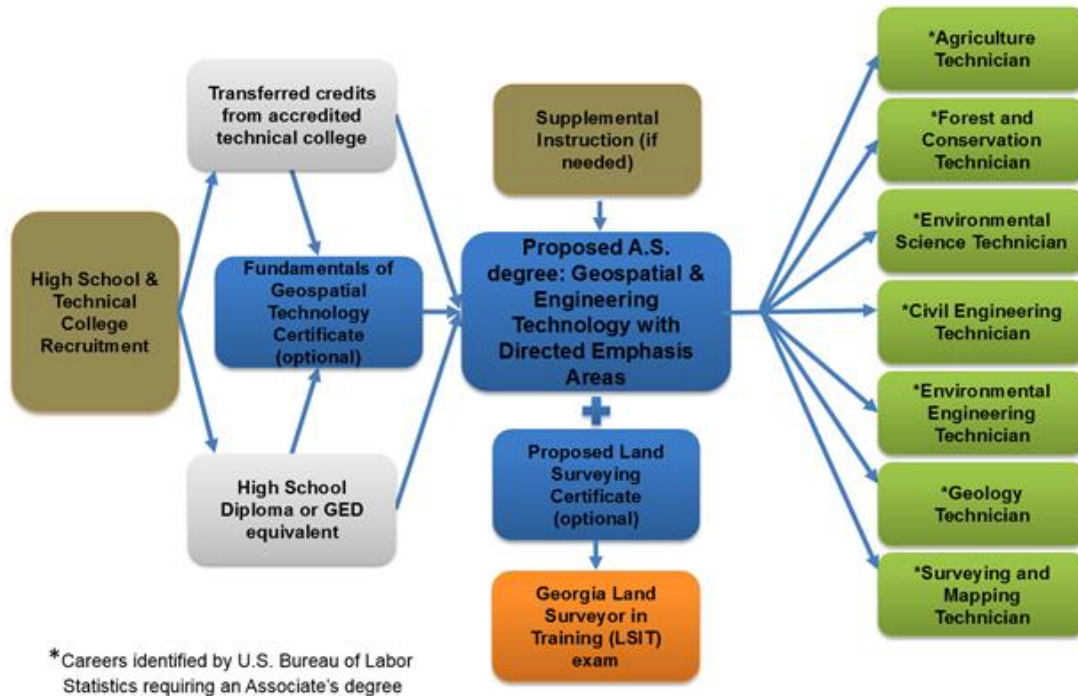 High School &
Technical
College
Recruitment
Transferred credits
from accredited
technical college
Fundamentals of
Geospatial
Technology
Certificate
(optional)
High School
Diploma or GED
equivalent
Supplemental
Instruction (if
needed)
Proposed A.S.
degree: Geospatial &
Engineering
Technology with
Directed Emphasis
Areas
Proposed Land
Surveying
Certificate
(optional)
Georgia Land
Surveyor in
Training (LSIT)
exam
*Agriculture
Technician
*Forest and
Conservation
Technician
*Environmental
Science Technician
*Civil Engineering
Technician
*Environmental
Engineering
Technician
*Geology
Technician
*Surveying and
Mapping
Technician
*Careers identified by U.S. Bureau of Labor
Statistics requiring an Associate's degree